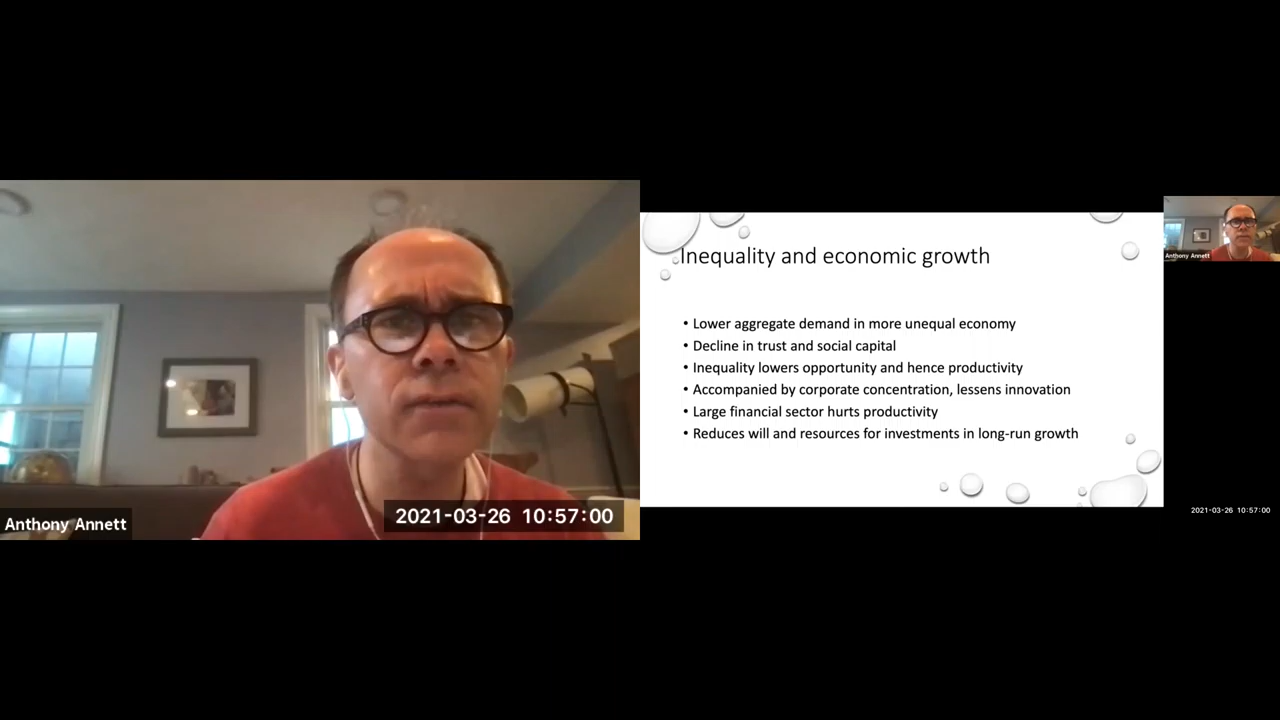 Anthony Annett
2021-03-26 10:57:00
Inequality and economic growth
• Lower aggregate demand in more unequal economy
• Decline in trust and social capital
• Inequality lowers opportunity and hence productivity
• Accompanied by corporate concentration, lessens innovation
• Large financial sector hurts productivity
• Reduces will and resources for investments in long-run growth
Anthony Annett
2021-03-26 10:57:00